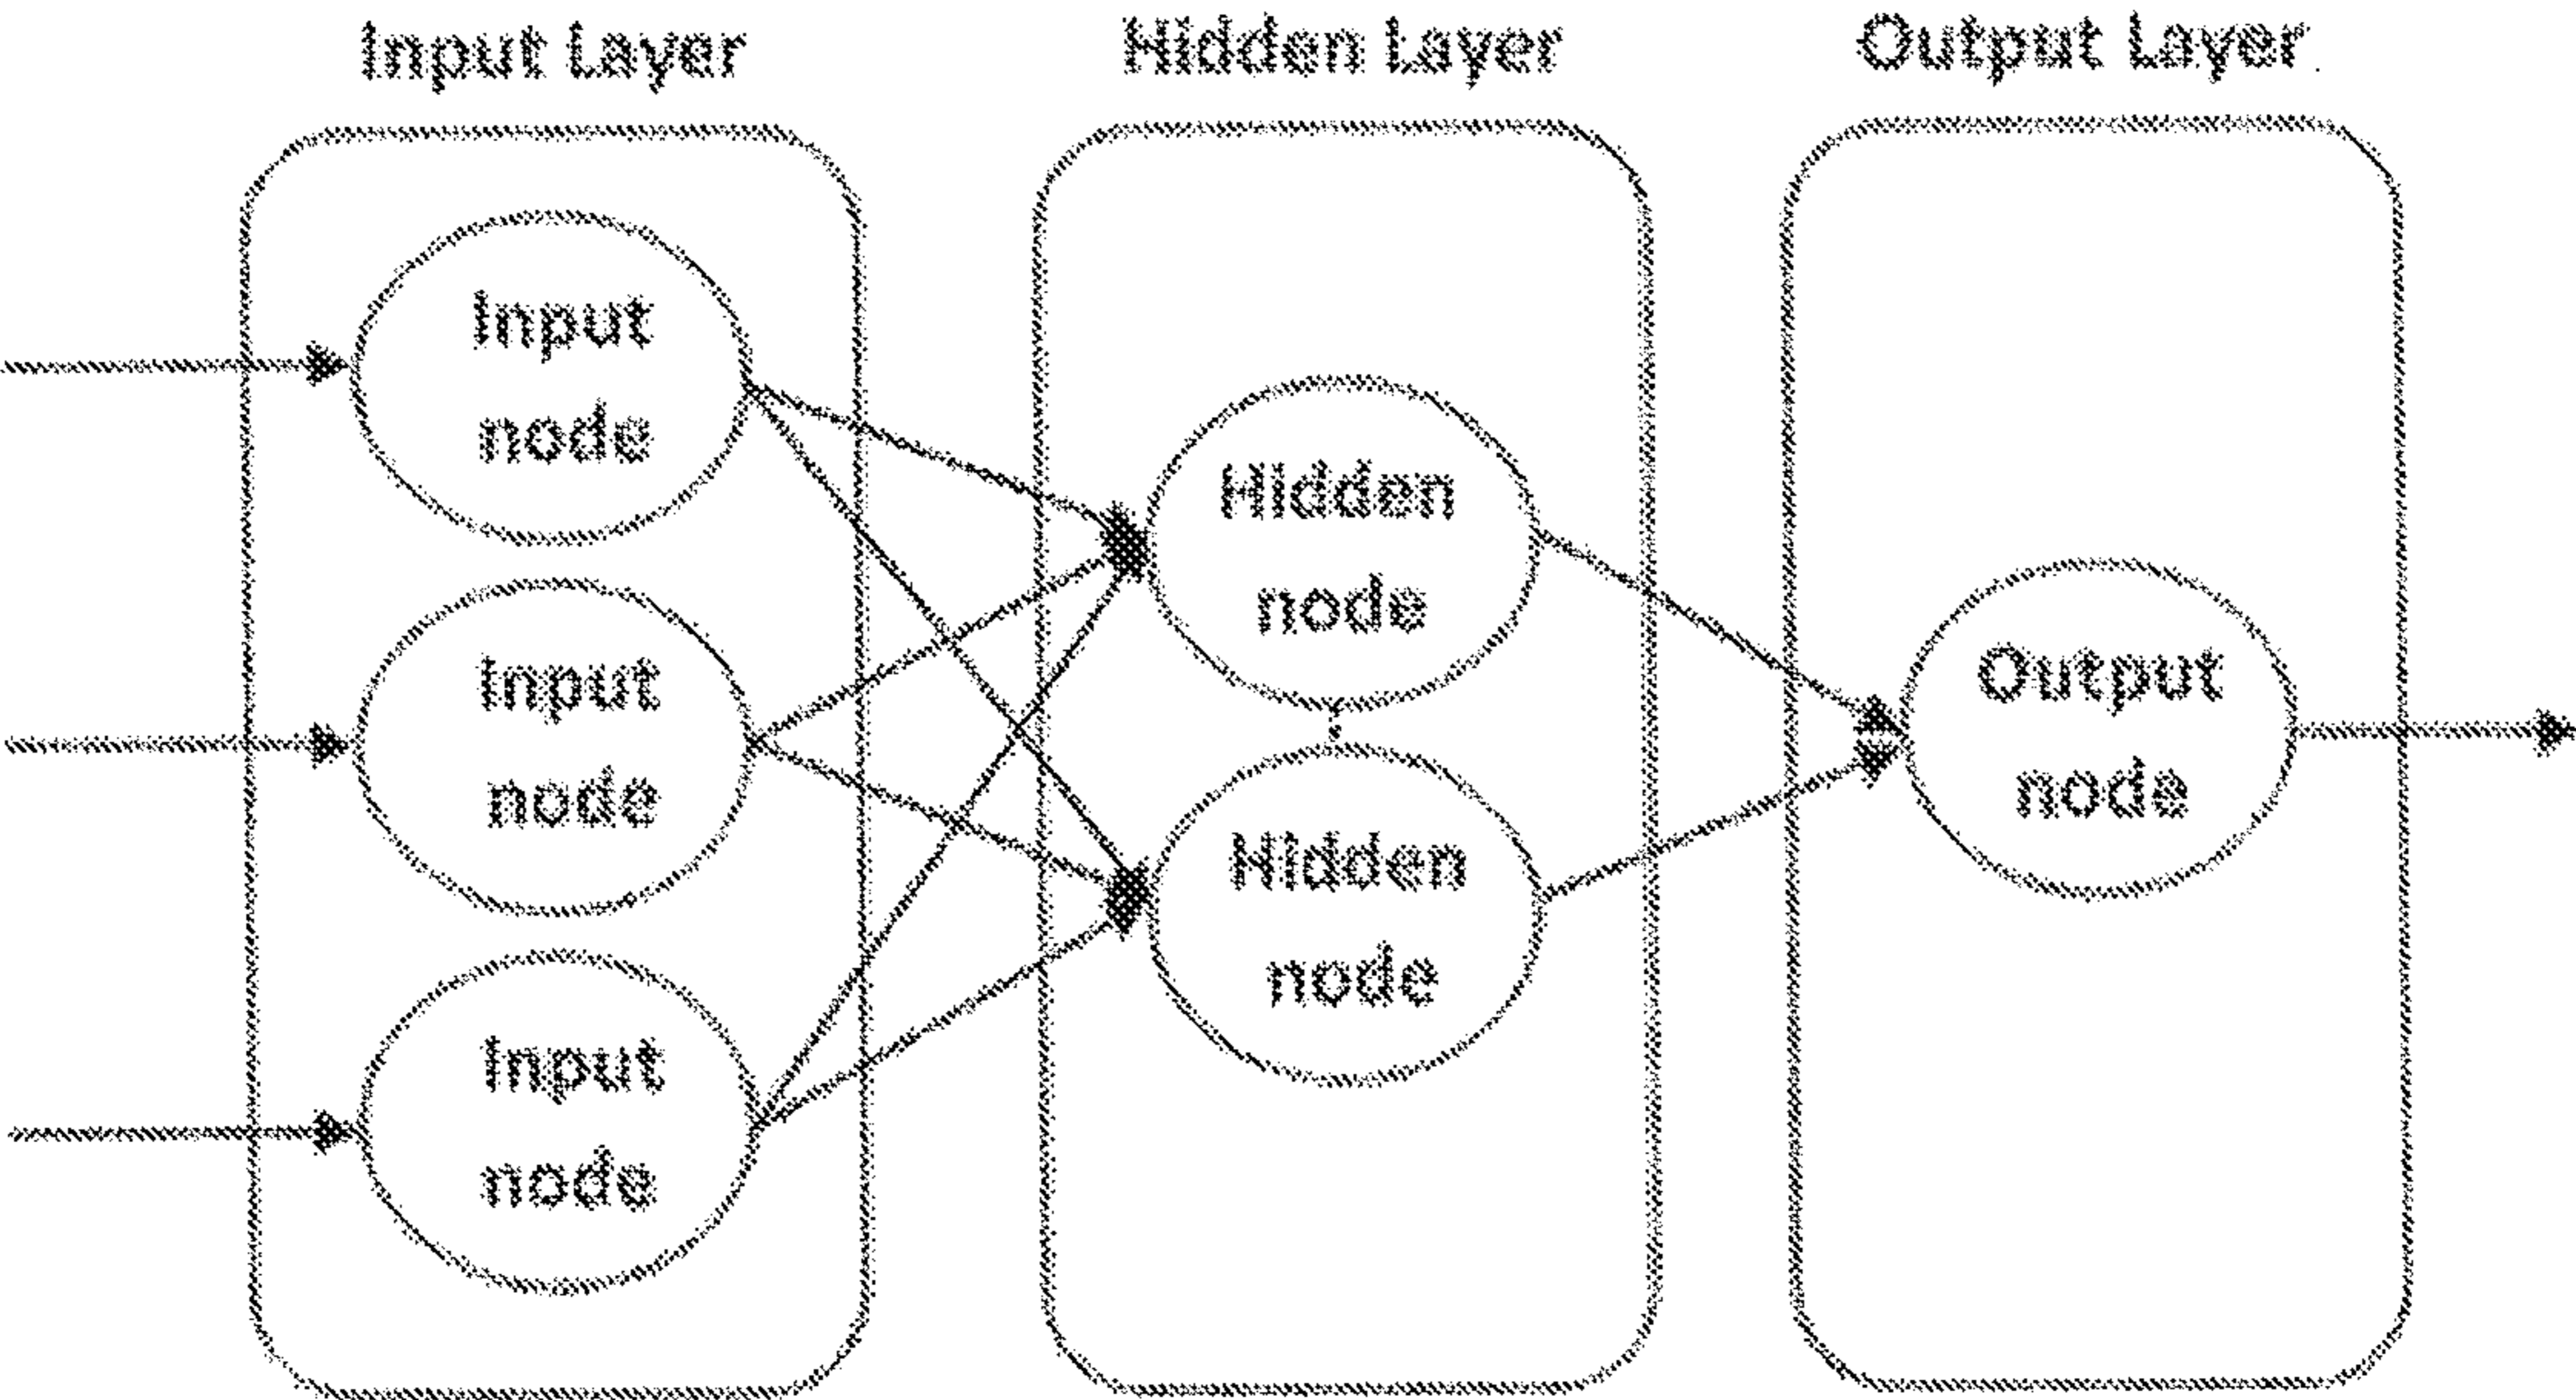 Input Layer
Hidden Layer
Output Layer
Input
node
Input
node
Input
node
Hidden
node
Hidden
node
Output
node